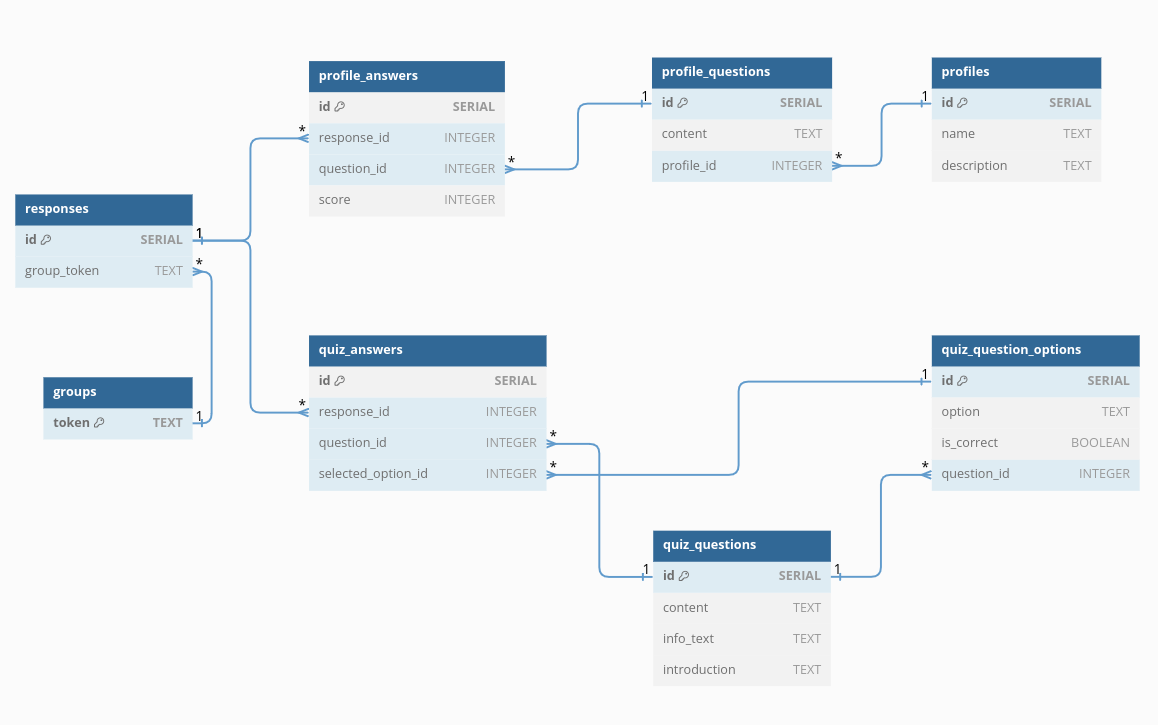 profile_answers
id SERIAL
response_id INTEGER
question_id INTEGER
score INTEGER
*
*
profile_questions
id SERIAL
content TEXT
profile_id INTEGER
1
*
profiles
id SERIAL
name TEXT
description TEXT
1
responses
id SERIAL
group_token TEXT
1
*
groups
token TEXT
1
quiz_answers
id SERIAL
response_id INTEGER
question_id INTEGER
selected_option_id INTEGER
*
*
*
quiz_question_options
id SERIAL
option TEXT
is_correct BOOLEAN
question_id INTEGER
1
*
quiz_questions
id SERIAL
content TEXT
info_text TEXT
introduction TEXT
1
1